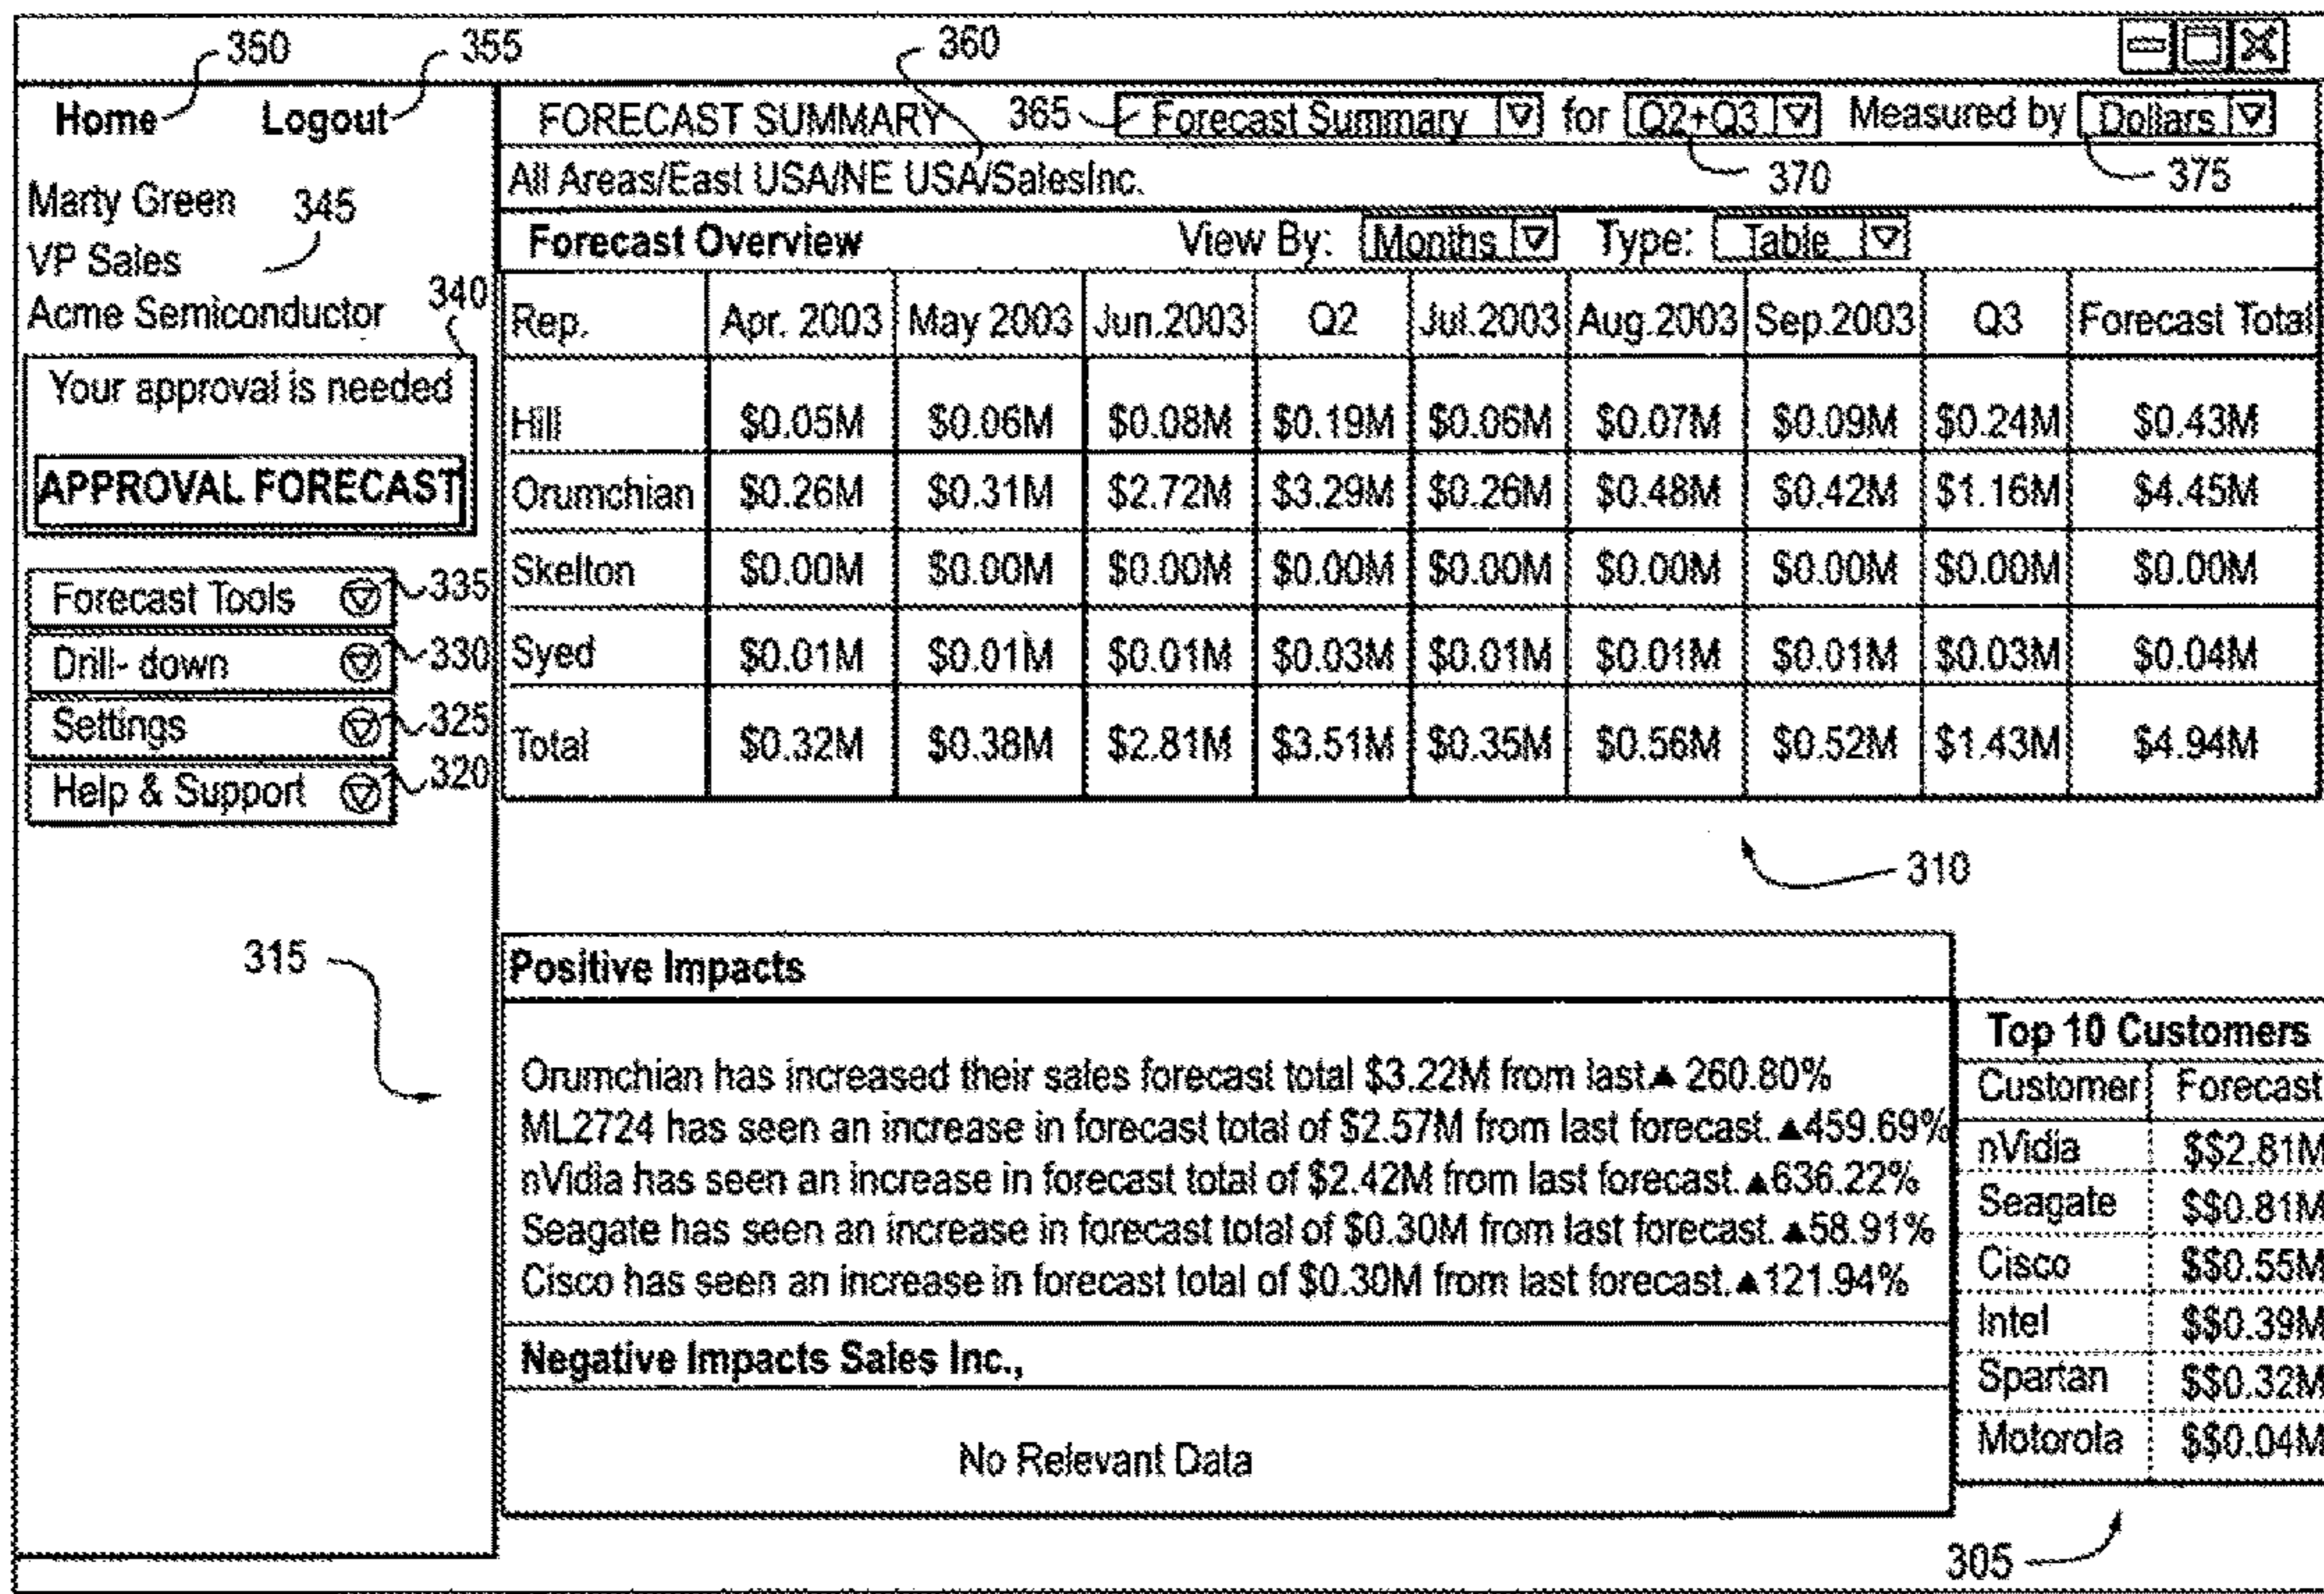 350 355 360
Home Logout
Marty Green
345
VP Sales
Acme Semiconductor
340
Your approval is needed
APPROVAL FORECAST
Forecast Tools 335
Drill- down 330
Settings 325
Help & Support 320
315
FORECAST SUMMARY 365 Forecast Summary for Q2+Q3 Measured by Dollars
All Areas/East USA/NE USA/SalesInc. 370 375
Forecast Overview View By: Months Type: Table
Rep. Apr. 2003 May 2003 Jun.2003 Q2 Jul.2003 Aug.2003 Sep.2003 Q3 Forecast Total
Hill $0.05M $0.06M $0.08M $0.19M $0.06M $0.07M $0.09M $0.24M $0.43M
Orumchian $0.26M $0.31M $2.72M $3.29M $0.26M $0.48M $0.42M $1.16M $4.45M
Skelton $0.00M $0.00M $0.00M $0.00M $0.00M $0.00M $0.00M $0.00M $0.00M
Syed $0.01M $0.01M $0.01M $0.03M $0.01M $0.01M $0.01M $0.03M $0.04M
Total $0.32M $0.38M $2.81M $3.51M $0.35M $0.56M $0.52M $1.43M $4.94M
310
Positive Impacts
Orumchian has increased their sales forecast total $3.22M from last▲ 260.80%
ML2724 has seen an increase in forecast total of $2.57M from last forecast.▲459.69%
nVidia has seen an increase in forecast total of $2.42M from last forecast.▲636.22%
Seagate has seen an increase in forecast total of $0.30M from last forecast.▲58.91%
Cisco has seen an increase in forecast total of $0.30M from last forecast.▲121.94%
Negative Impacts Sales Inc.,
No Relevant Data
Top 10 Customers
Customer Forecast
nVidia $$2.81M
Seagate $$0.81M
Cisco $$0.55M
Intel $$0.39M
Spartan $$0.32M
Motorola $$0.04M
305